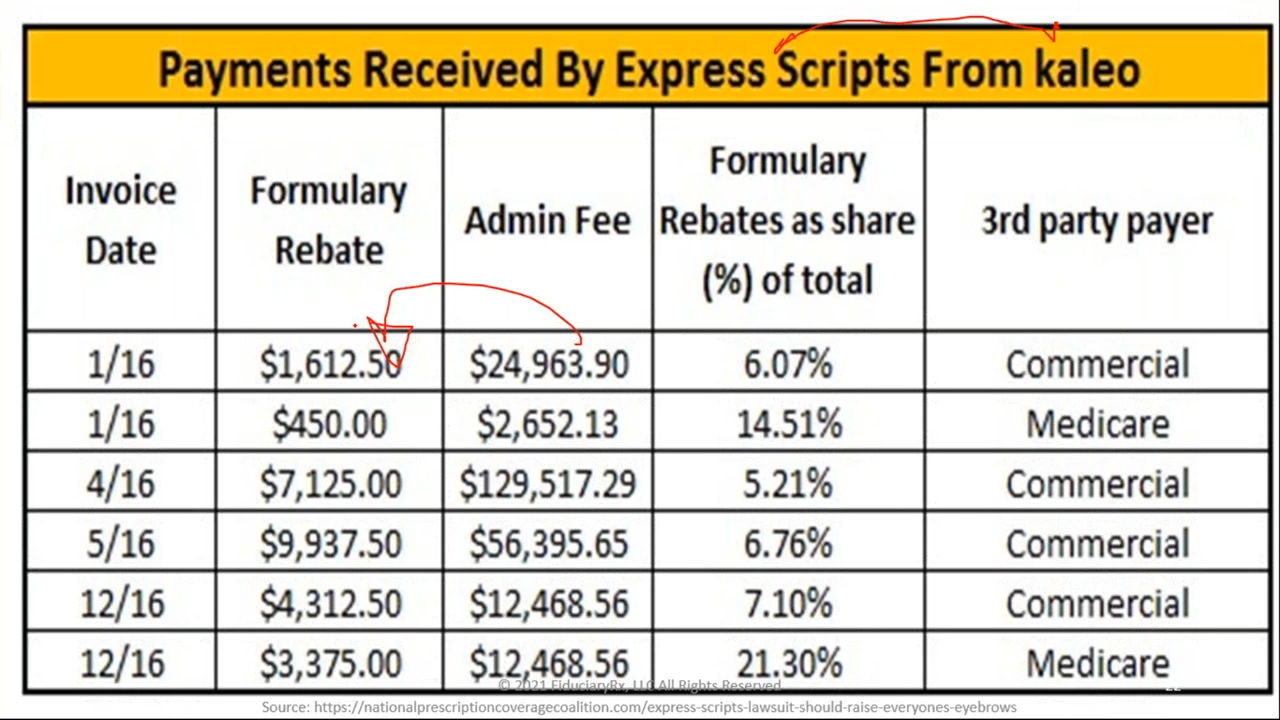 Payments Received By Express Scripts From kaleo
Invoice Date Formulary Rebate Admin Fee Formulary Rebates as share (%) of total 3rd party payer
1/16 $1,612.50 $24,963.90 6.07% Commercial
1/16 $450.00 $2,652.13 14.51% Medicare
4/16 $7,125.00 $129,517.29 5.21% Commercial
5/16 $9,937.50 $56,395.65 6.76% Commercial
12/16 $4,312.50 $12,468.56 7.10% Commercial
12/16 $3,375.00 $12,468.56 21.30% Medicare
© 2021 FiduciaryRx, LLC All Rights Reserved
22
Source: https://nationalprescriptioncoveragecoalition.com/express-scripts-lawsuit-should-raise-everyones-eyebrows